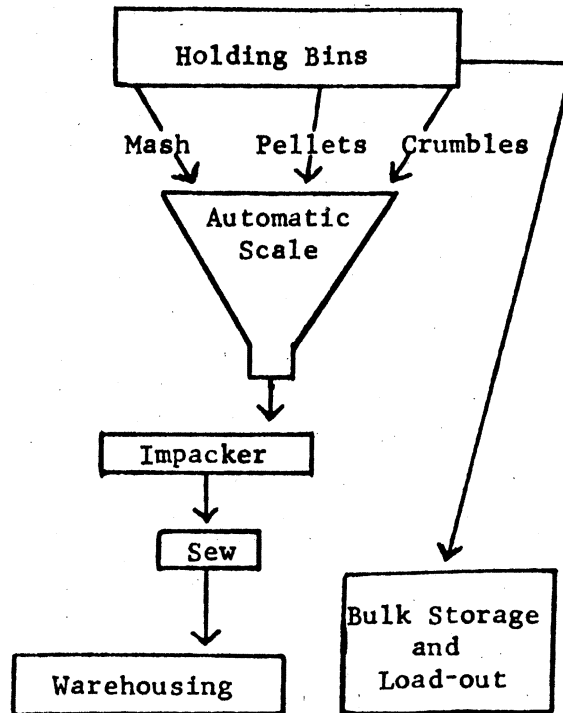 Holding Bins
Mash Pellets Crumbles
Automatic
Scale
Impacker
Sew
Bulk Storage
and
Load-out
Warehousing